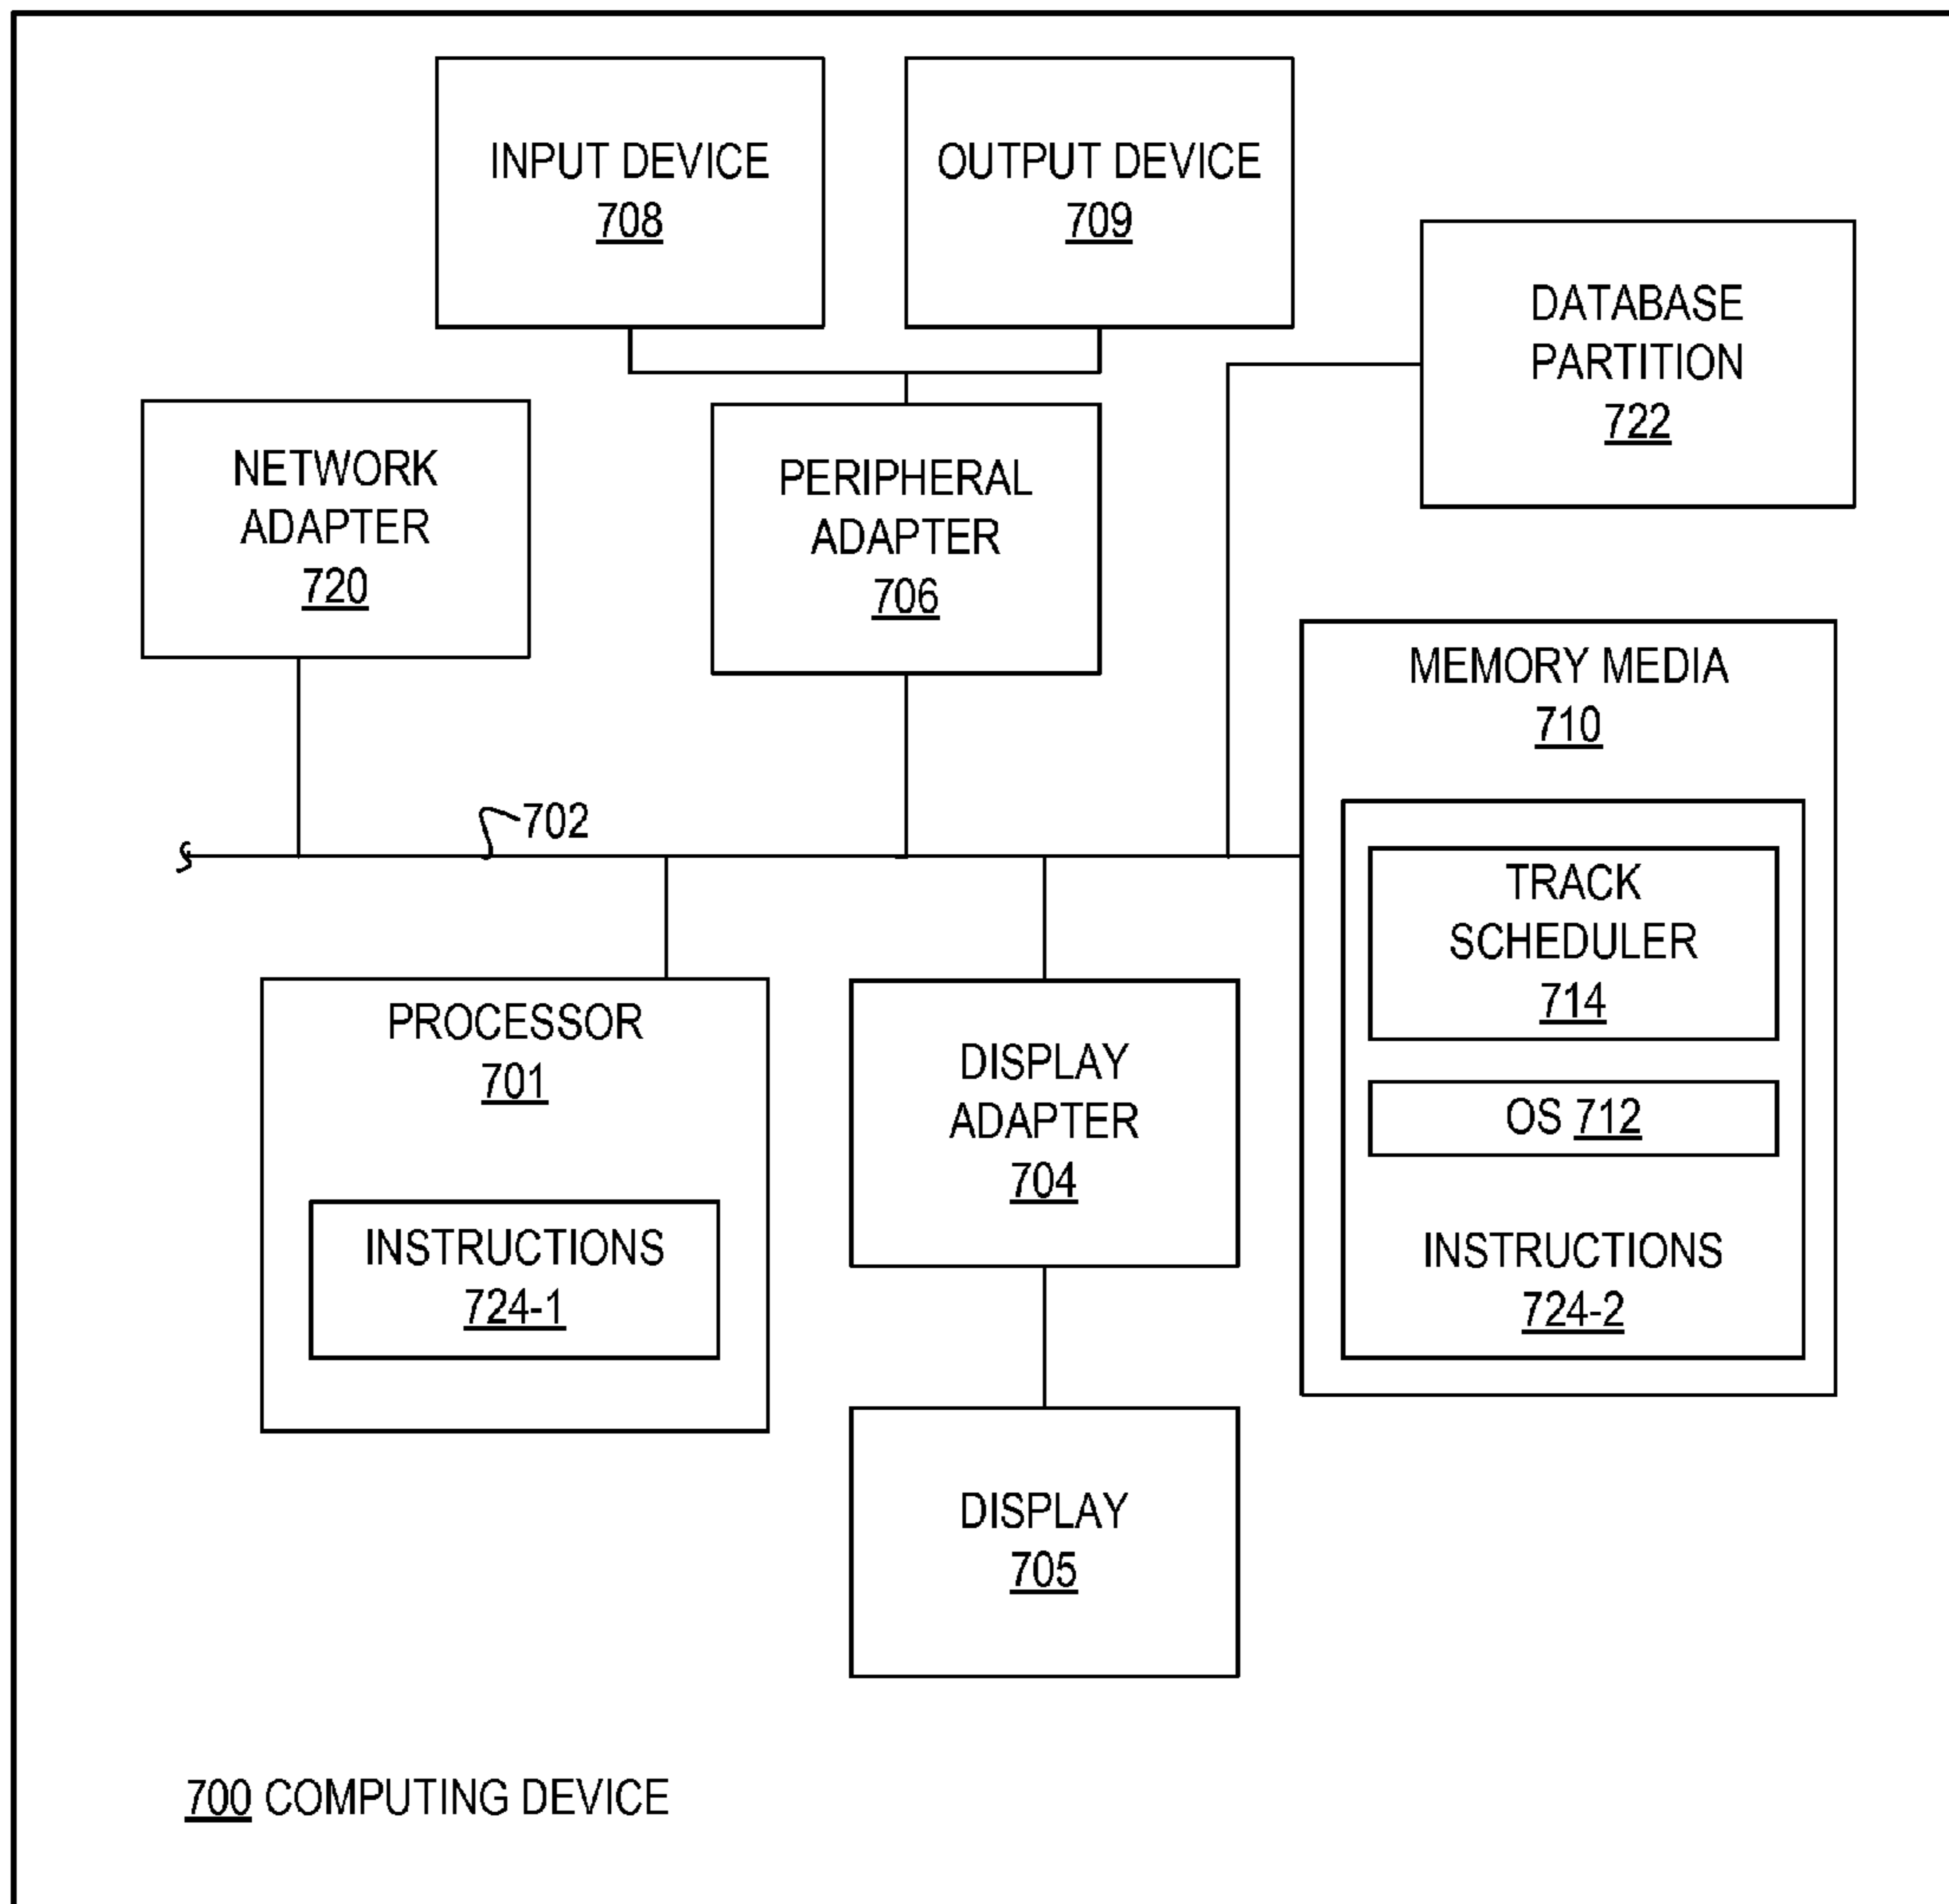 INPUT DEVICE
708
OUTPUT DEVICE
709
DATABASE
PARTITION
722
NETWORK
ADAPTER
720
PERIPHERAL
ADAPTER
706
MEMORY MEDIA
710
702
TRACK
SCHEDULER
714
OS 712
INSTRUCTIONS
724-2
PROCESSOR
701
INSTRUCTIONS
724-1
DISPLAY
ADAPTER
704
DISPLAY
705
700 COMPUTING DEVICE